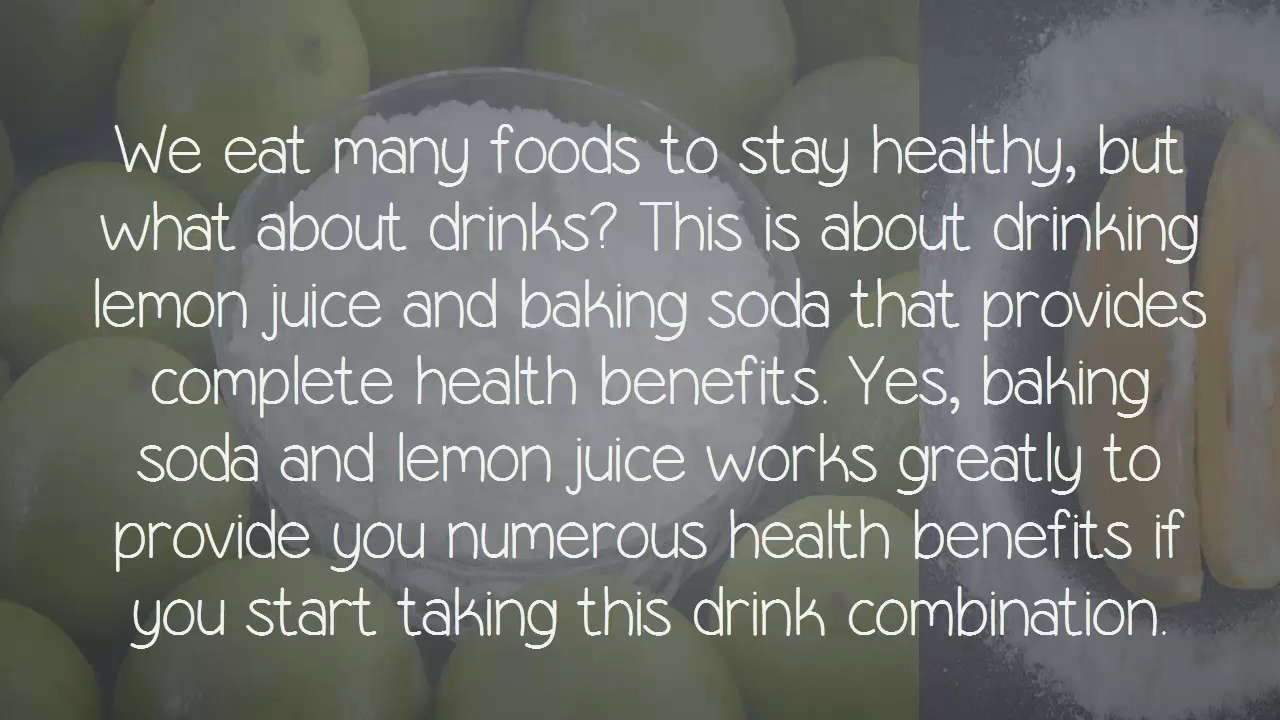 We eat many foods to stay healthy, but
what about drinks? This is about drinking
lemon juice and baking soda that provides
complete health benefits. Yes, baking
soda and lemon juice works greatly to
provide you numerous health benefits if
you start taking this drink combination.